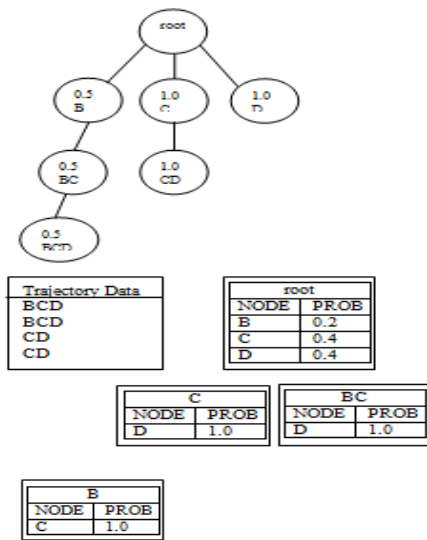 root
0.5
B
1.0
C
1.0
D
0.5
BC
1.0
CD
0.5
BCD
Trajectory Data
BCD
BCD
CD
CD
root
NODE PROB
B 0.2
C 0.4
D 0.4
C
NODE PROB
D 1.0
BC
NODE PROB
D 1.0
B
NODE PROB
C 1.0